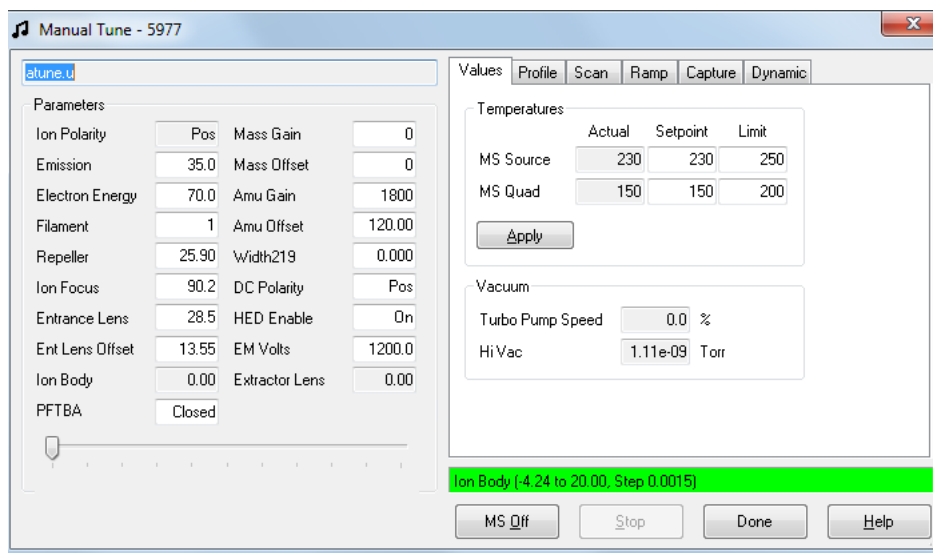 Manual Tune - 5977
atune.u
Parameters
Ion Polarity Pos Mass Gain 0
Emission 35.0 Mass Offset 0
Electron Energy 70.0 Amu Gain 1800
Filament 1 Amu Offset 120.00
Repeller 25.90 Width219 0.000
Ion Focus 90.2 DC Polarity Pos
Entrance Lens 28.5 HED Enable On
Ent Lens Offset 13.55 EM Volts 1200.0
Ion Body 0.00 Extractor Lens 0.00
PFTBA Closed
Values Profile Scan Ramp Capture Dynamic
Temperatures
Actual Setpoint Limit
MS Source 230 230 250
MS Quad 150 150 200
Apply
Vacuum
Turbo Pump Speed 0.0 %
Hi Vac 1.11e-09 Torr
Ion Body (-4.24 to 20.00, Step 0.0015)
MS Off Stop Done Help